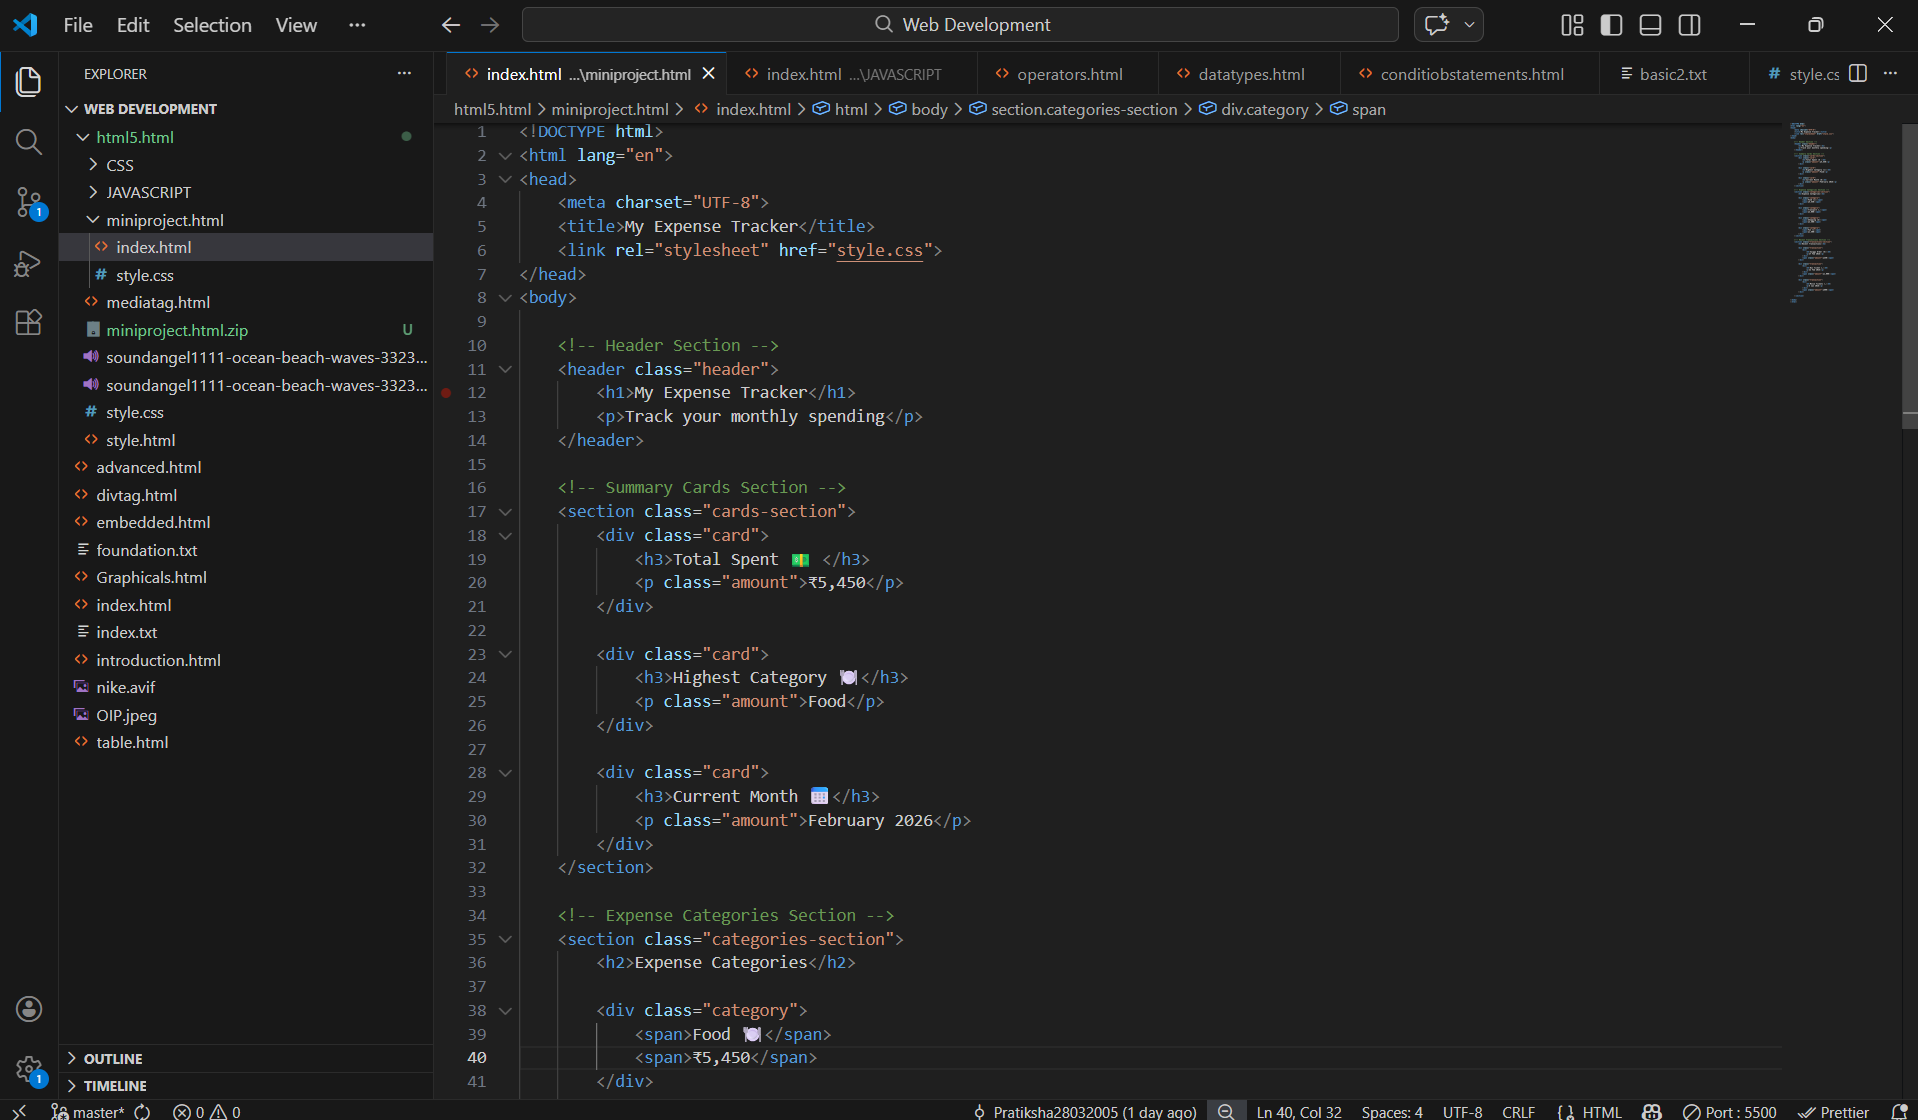 File Edit Selection View ··· Web Development
EXPLORER ···
WEB DEVELOPMENT
html5.html
CSS
JAVASCRIPT
miniproject.html
index.html
style.css
mediatag.html
miniproject.html.zip U
soundangel1111-ocean-beach-waves-3323...
soundangel1111-ocean-beach-waves-3323...
style.css
style.html
advanced.html
divtag.html
embedded.html
foundation.txt
Graphicals.html
index.html
index.txt
introduction.html
nike.avif
OIP.jpeg
table.html
OUTLINE
TIMELINE
1
1
index.html ...\miniproject.html index.html ...\JAVASCRIPT operators.html datatypes.html conditiobstatements.html basic2.txt style.cs ···
html5.html > miniproject.html > index.html > html > body > section.categories-section > div.category > span
1 <!DOCTYPE html>
2 <html lang="en">
3 <head>
4 <meta charset="UTF-8">
5 <title>My Expense Tracker</title>
6 <link rel="stylesheet" href="style.css">
7 </head>
8 <body>
9
10 <!-- Header Section -->
11 <header class="header">
12 <h1>My Expense Tracker</h1>
13 <p>Track your monthly spending</p>
14 </header>
15
16 <!-- Summary Cards Section -->
17 <section class="cards-section">
18 <div class="card">
19 <h3>Total Spent 💵 </h3>
20 <p class="amount">₹5,450</p>
21 </div>
22
23 <div class="card">
24 <h3>Highest Category 🍽️</h3>
25 <p class="amount">Food</p>
26 </div>
27
28 <div class="card">
29 <h3>Current Month 🗓️</h3>
30 <p class="amount">February 2026</p>
31 </div>
32 </section>
33
34 <!-- Expense Categories Section -->
35 <section class="categories-section">
36 <h2>Expense Categories</h2>
37
38 <div class="category">
39 <span>Food 🍽️</span>
40 <span>₹5,450</span>
41 </div>
master* 0 0 Pratiksha28032005 (1 day ago) Ln 40, Col 32 Spaces: 4 UTF-8 CRLF {} HTML Port : 5500 Prettier